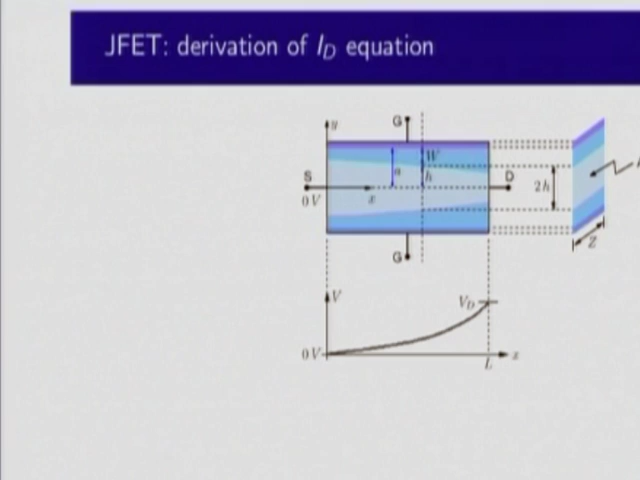 JFET: derivation of I_D equation
y
G
W
a
h
S
D
2h
0 V
x
Z
G
V
V_D
0 V
L
x